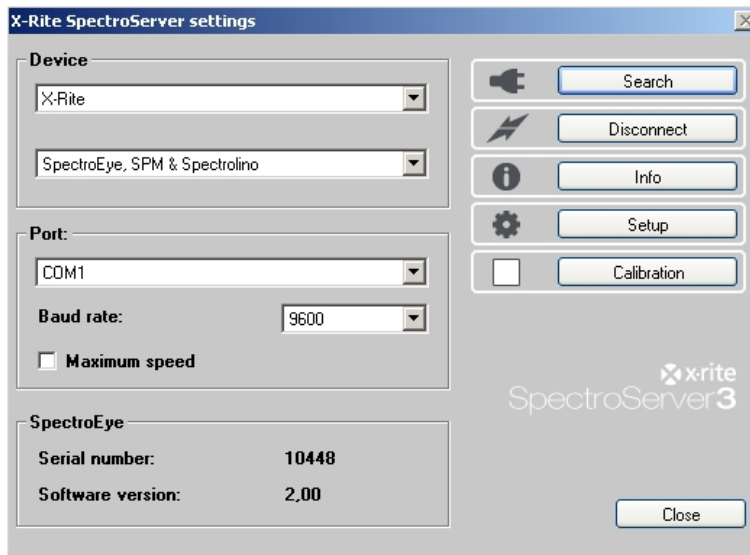 X-Rite SpectroServer settings
Device
X-Rite
SpectroEye, SPM & Spectrolino
Port:
COM1
Baud rate: 9600
Maximum speed
SpectroEye
Serial number: 10448
Software version: 2,00
Search
Disconnect
Info
Setup
Calibration
x-rite
SpectroServer3
Close